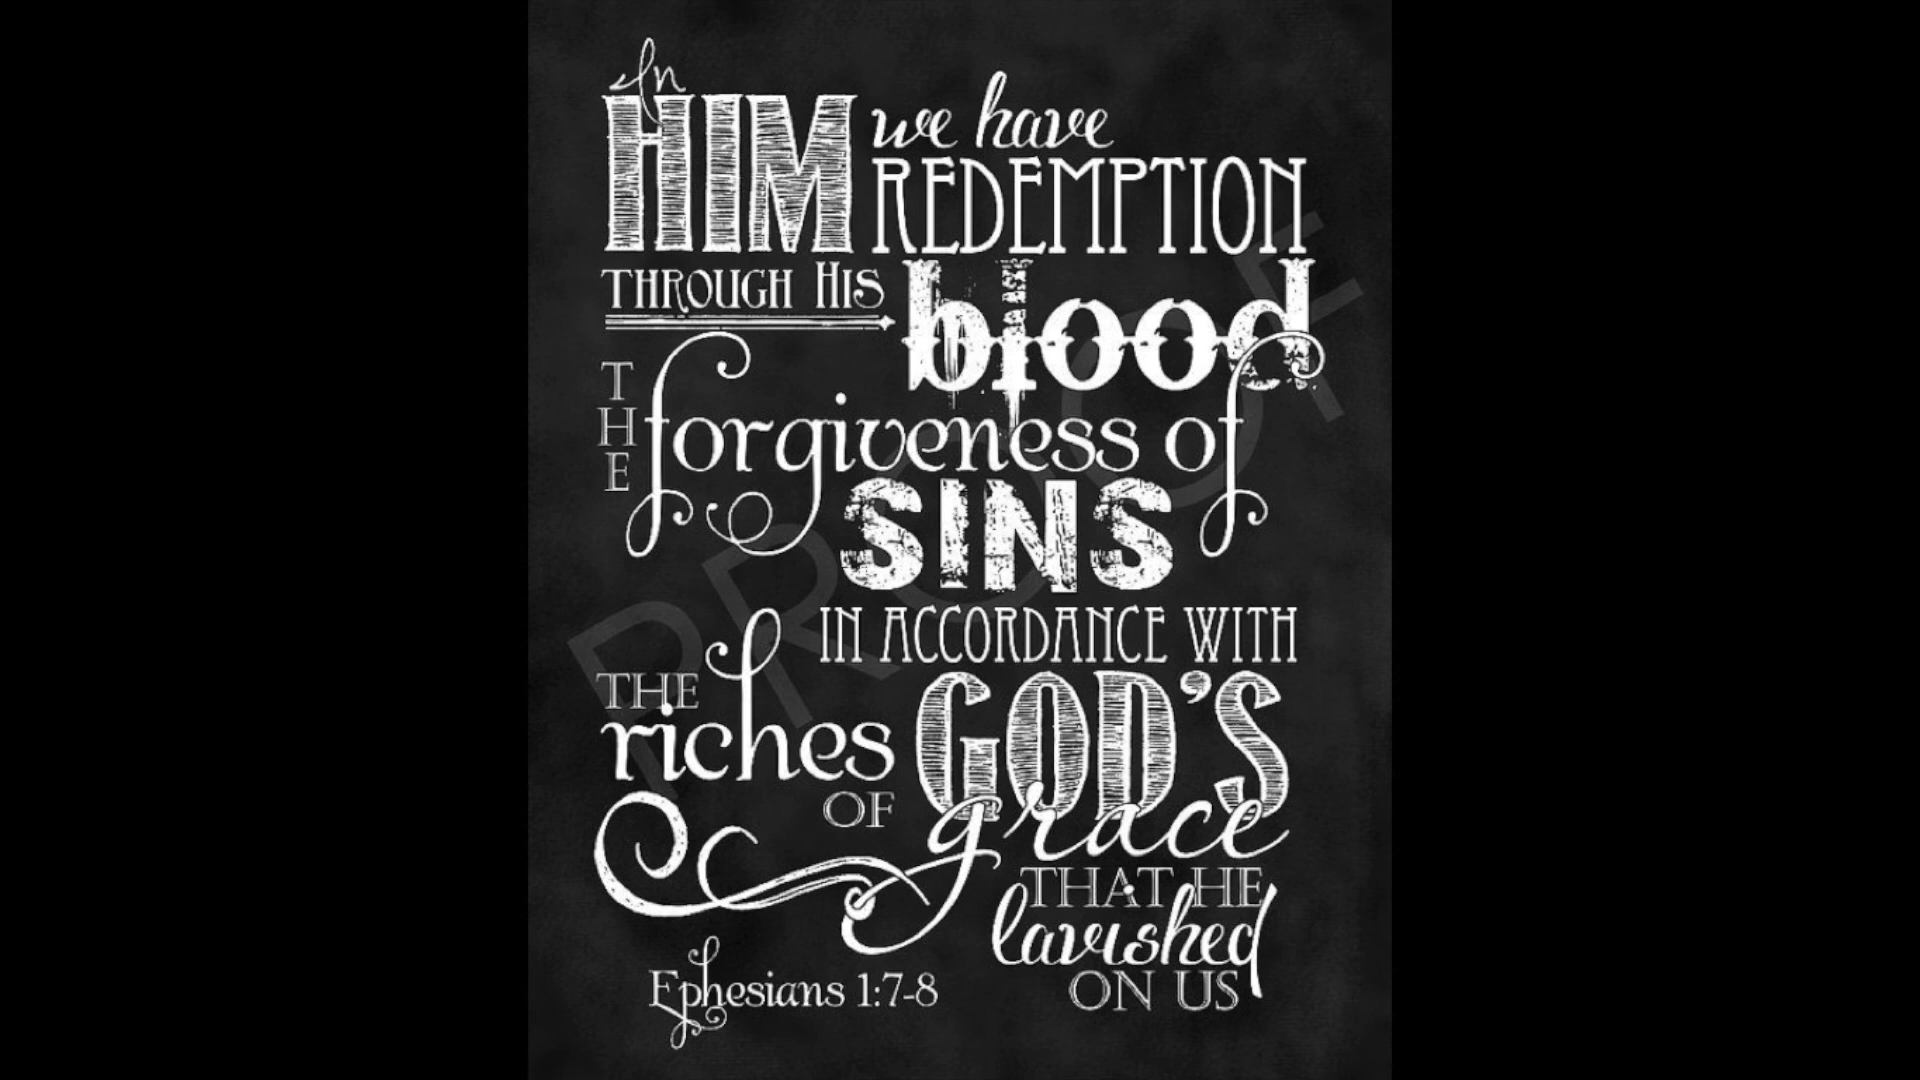 In
HIM we have
REDEMPTION
THROUGH HIS blood
THE forgiveness of
SINS
IN ACCORDANCE WITH
THE riches
OF GOD'S
grace
THAT HE
lavished
ON US
Ephesians 1:7-8
PROOF